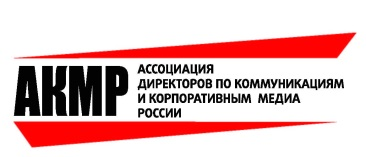 АКМР
АССОЦИАЦИЯ
ДИРЕКТОРОВ ПО КОММУНИКАЦИЯМ
И КОРПОРАТИВНЫМ МЕДИА
РОССИИ